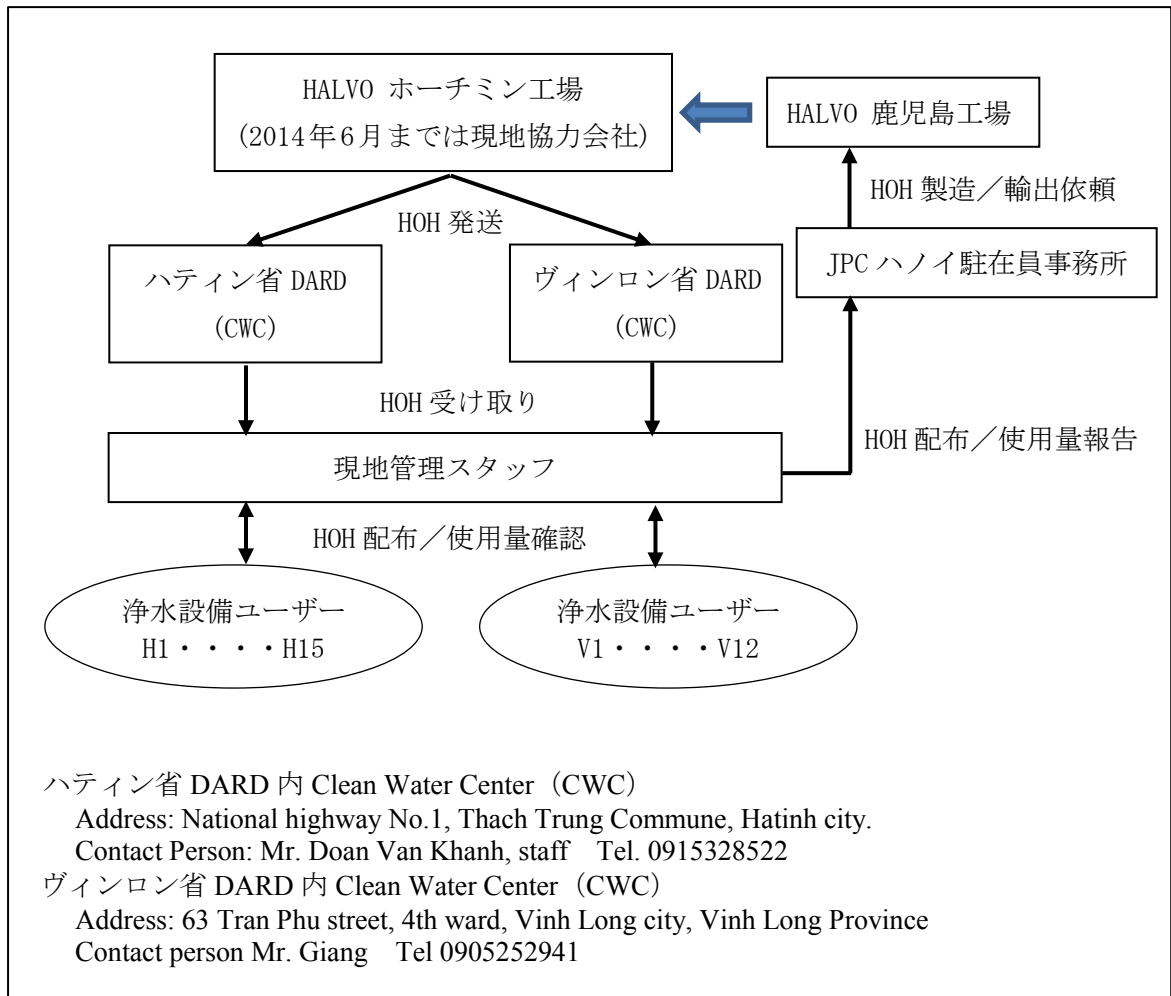 HALVO ホーチミン工場
(2014年6月までは現地協力会社)
HALVO 鹿児島工場
HOH 製造／輸出依頼
HOH 発送
JPC ハノイ駐在員事務所
ハティン省 DARD
(CWC)
ヴィンロン省 DARD
(CWC)
HOH 受け取り
HOH 配布／使用量報告
現地管理スタッフ
HOH 配布／使用量確認
浄水設備ユーザー
H1・・・・H15
浄水設備ユーザー
V1・・・・V12
ハティン省 DARD 内 Clean Water Center（CWC）
Address: National highway No.1, Thach Trung Commune, Hatinh city.
Contact Person: Mr. Doan Van Khanh, staff　Tel. 0915328522
ヴィンロン省 DARD 内 Clean Water Center（CWC）
Address: 63 Tran Phu street, 4th ward, Vinh Long city, Vinh Long Province
Contact person Mr. Giang　Tel 0905252941